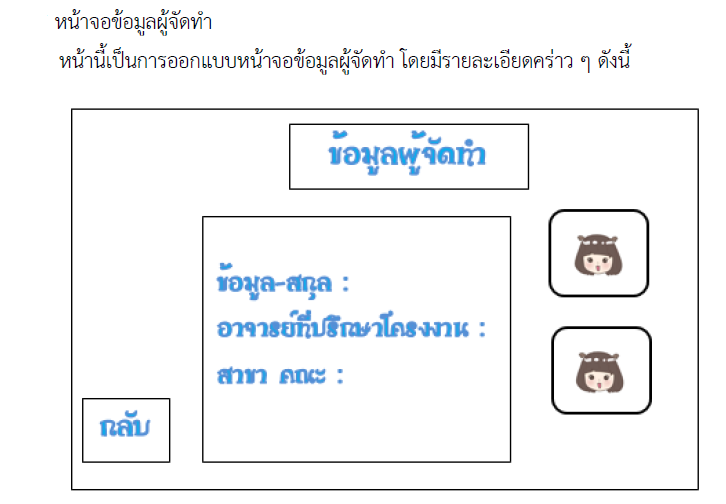 หน้าจอข้อมูลผู้จัดทำ
หน้านี้เป็นการออกแบบหน้าจอข้อมูลผู้จัดทำ โดยมีรายละเอียดคร่าว ๆ ดังนี้
ข้อมูลผู้จัดทำ
ข้อมูล-สกุล :
อาจารย์ที่ปรึกษาโครงงาน :
สาขา คณะ :
กลับ